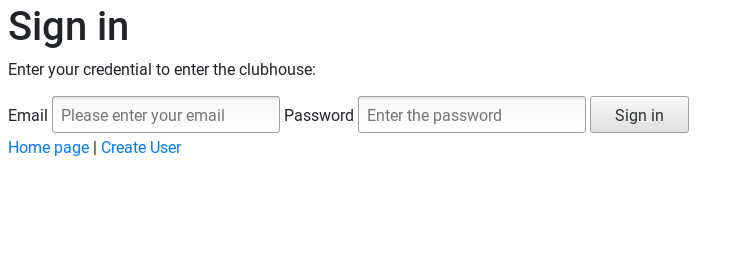 Sign in
Enter your credential to enter the clubhouse:
Email Please enter your email Password Enter the password Sign in
Home page | Create User